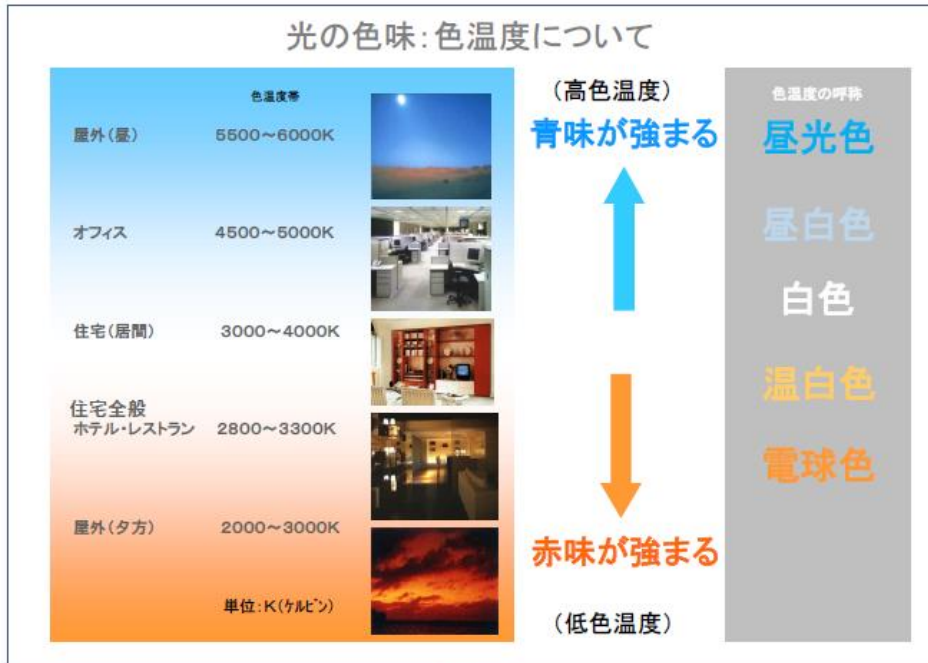 光の色味：色温度について
色温度帯
屋外（昼） 5500～6000K
オフィス 4500～5000K
住宅（居間） 3000～4000K
住宅全般
ホテル・レストラン 2800～3300K
屋外（夕方） 2000～3000K
単位：K（ｹﾙﾋﾞﾝ）
（高色温度）
青味が強まる
赤味が強まる
（低色温度）
色温度の呼称
昼光色
昼白色
白色
温白色
電球色